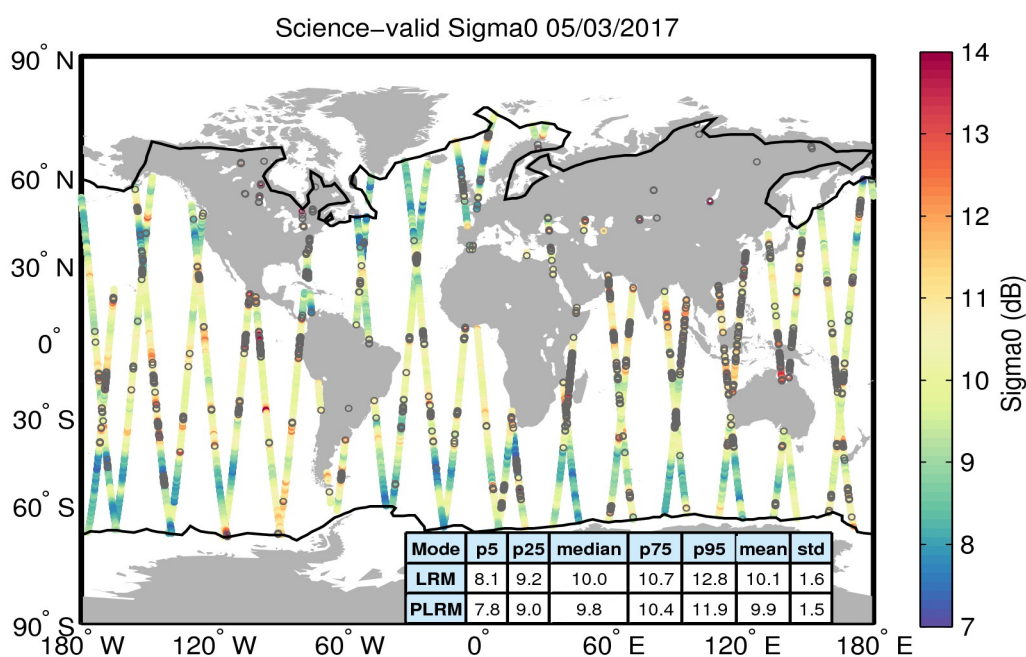 Science-valid Sigma0 05/03/2017
90° N
60° N
30° N
0°
30° S
60° S
90° S
180° W
120° W
60° W
0°
60° E
120° E
180° E
14
13
12
11
10
9
8
7
Sigma0 (dB)
Mode p5 p25 median p75 p95 mean std
LRM 8.1 9.2 10.0 10.7 12.8 10.1 1.6
PLRM 7.8 9.0 9.8 10.4 11.9 9.9 1.5